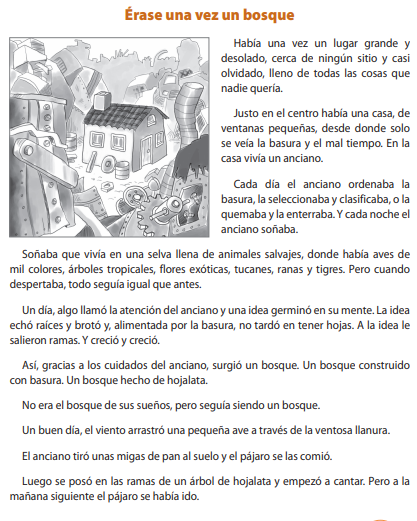 Érase una vez un bosque
Había una vez un lugar grande y
desolado, cerca de ningún sitio y casi
olvidado, lleno de todas las cosas que
nadie quería.
Justo en el centro había una casa, de
ventanas pequeñas, desde donde solo
se veía la basura y el mal tiempo. En la
casa vivía un anciano.
Cada día el anciano ordenaba la
basura, la seleccionaba y clasificaba, o la
quemaba y la enterraba. Y cada noche el
anciano soñaba.
Soñaba que vivía en una selva llena de animales salvajes, donde había aves de
mil colores, árboles tropicales, flores exóticas, tucanes, ranas y tigres. Pero cuando
despertaba, todo seguía igual que antes.
Un día, algo llamó la atención del anciano y una idea germinó en su mente. La idea
echó raíces y brotó y, alimentada por la basura, no tardó en tener hojas. A la idea le
salieron ramas. Y creció y creció.
Así, gracias a los cuidados del anciano, surgió un bosque. Un bosque construido
con basura. Un bosque hecho de hojalata.
No era el bosque de sus sueños, pero seguía siendo un bosque.
Un buen día, el viento arrastró una pequeña ave a través de la ventosa llanura.
El anciano tiró unas migas de pan al suelo y el pájaro se las comió.
Luego se posó en las ramas de un árbol de hojalata y empezó a cantar. Pero a la
mañana siguiente el pájaro se había ido.